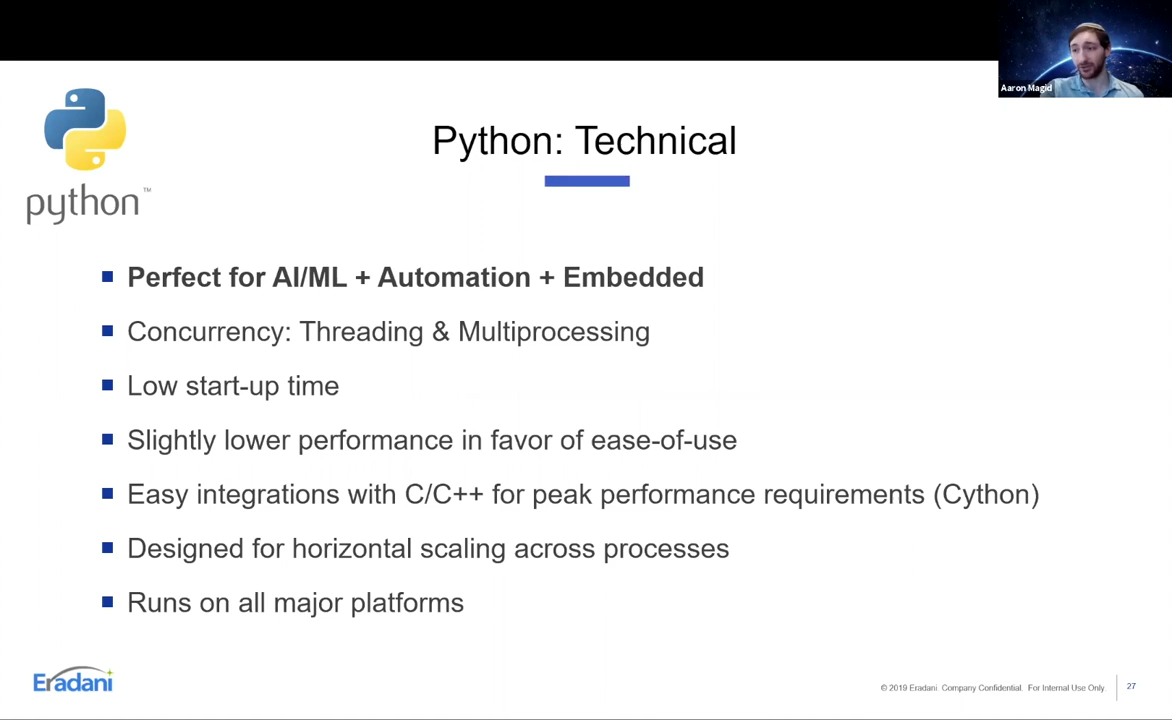 Aaron Magid
python™
Python: Technical
Perfect for AI/ML + Automation + Embedded
Concurrency: Threading & Multiprocessing
Low start-up time
Slightly lower performance in favor of ease-of-use
Easy integrations with C/C++ for peak performance requirements (Cython)
Designed for horizontal scaling across processes
Runs on all major platforms
Eradani
© 2019 Eradani. Company Confidential. For Internal Use Only.
27